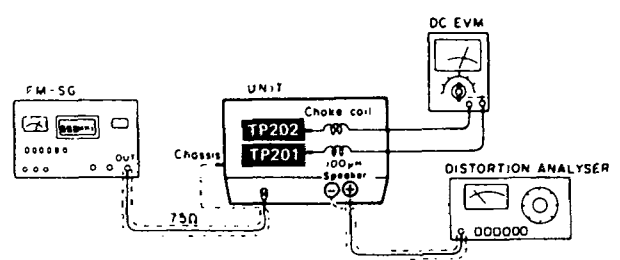 DC EVM
FM-SG
UNIT
Choke coil
TP202
TP201
100μH
Speaker
Chassis
OUT
75Ω
DISTORTION ANALYSER